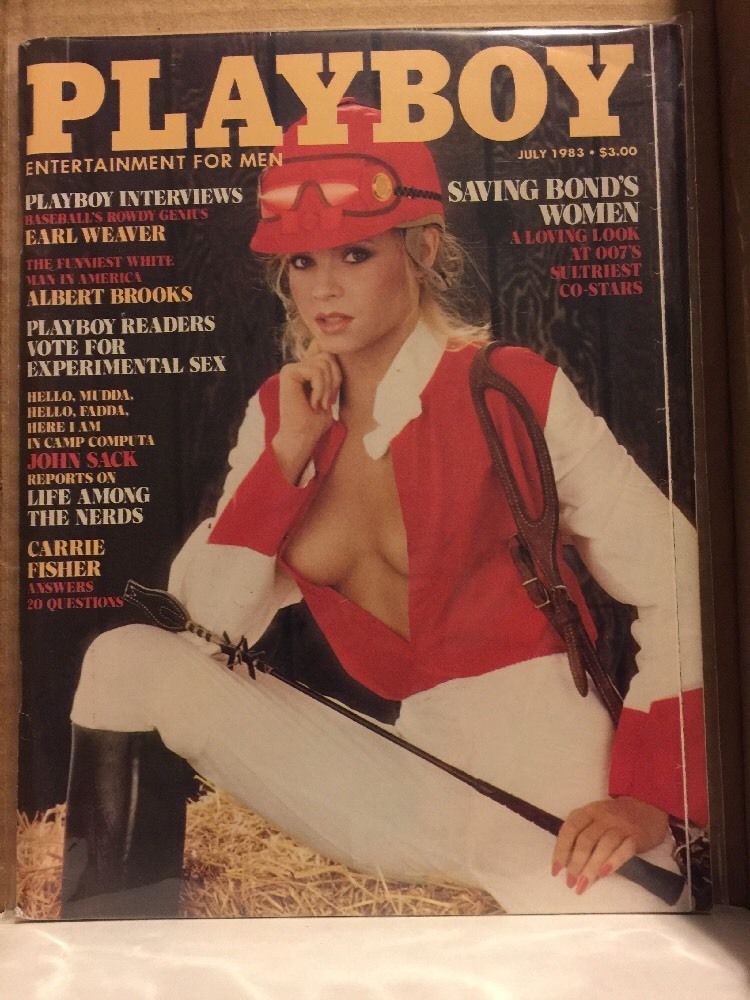 PLAYBOY
ENTERTAINMENT FOR MEN
JULY 1983 • $3.00
PLAYBOY INTERVIEWS
BASEBALL'S ROWDY GENIUS
EARL WEAVER
THE FUNNIEST WHITE
MAN IN AMERICA
ALBERT BROOKS
PLAYBOY READERS
VOTE FOR
EXPERIMENTAL SEX
HELLO, MUDDA,
HELLO, FADDA,
HERE I AM
IN CAMP COMPUTA
JOHN SACK
REPORTS ON
LIFE AMONG
THE NERDS
CARRIE
FISHER
ANSWERS
20 QUESTIONS
SAVING BOND'S
WOMEN
A LOVING LOOK
AT 007'S
SULTRIEST
CO-STARS